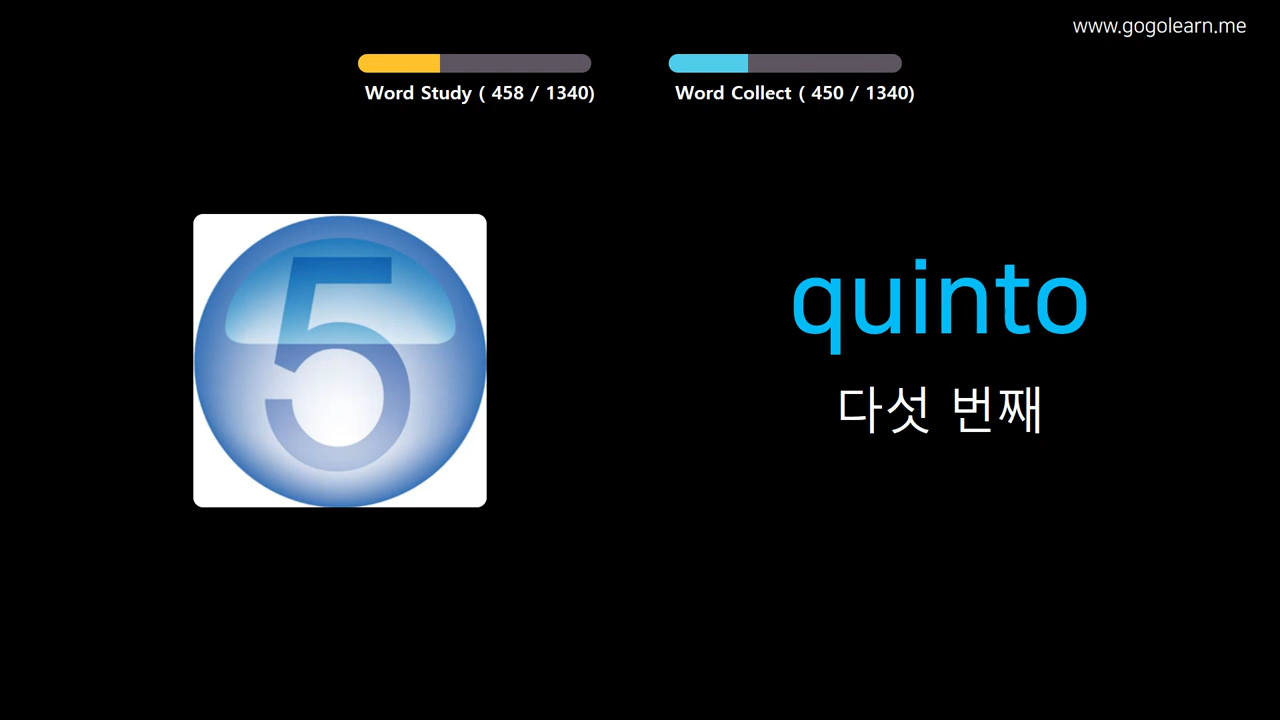 www.gogolearn.me
Word Study ( 458 / 1340)
Word Collect ( 450 / 1340)
5
quinto
다섯 번째